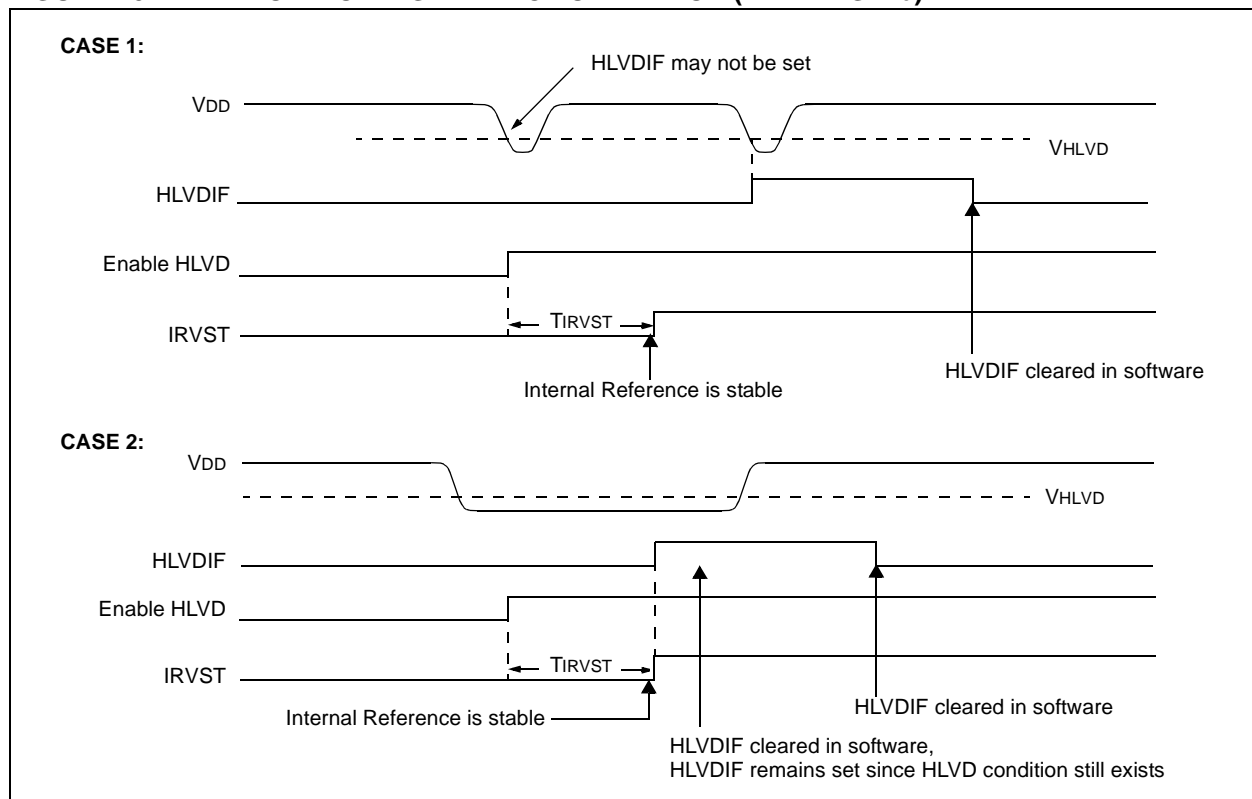 CASE 1:
HLVDIF may not be set
VDD
VHLVD
HLVDIF
Enable HLVD
TIRVST
IRVST
HLVDIF cleared in software
Internal Reference is stable
CASE 2:
VDD
VHLVD
HLVDIF
Enable HLVD
TIRVST
IRVST
HLVDIF cleared in software
Internal Reference is stable
HLVDIF cleared in software,
HLVDIF remains set since HLVD condition still exists